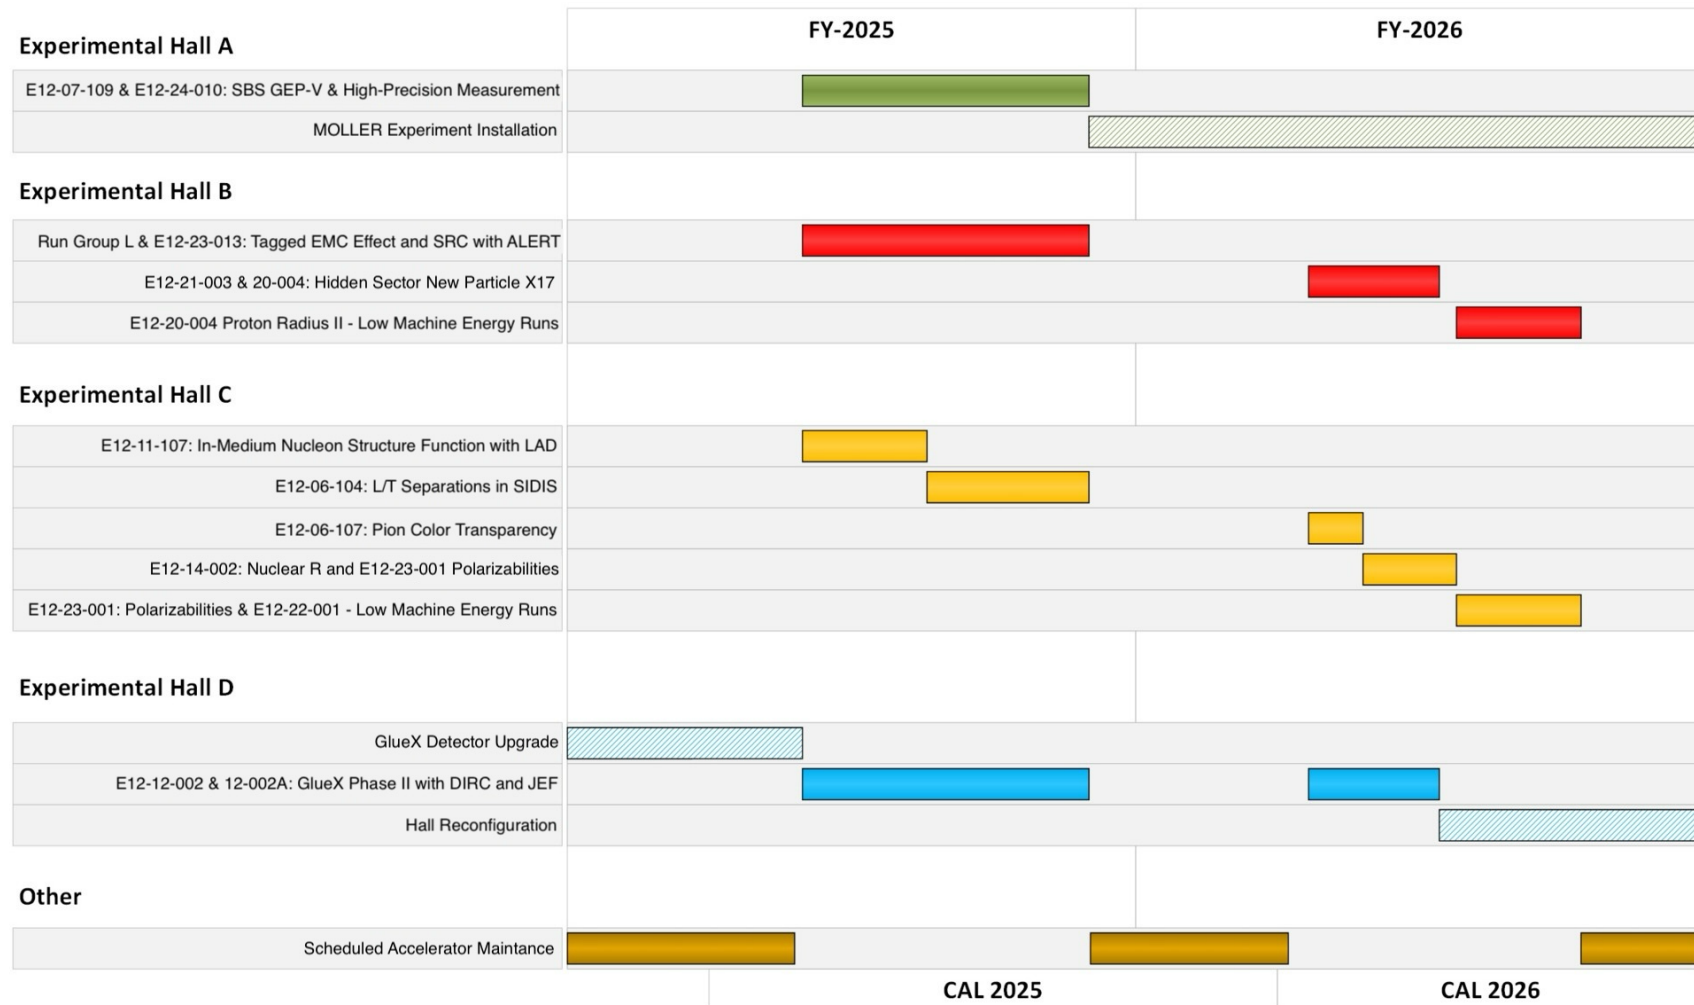 FY-2025
FY-2026
Experimental Hall A
E12-07-109 & E12-24-010: SBS GEP-V & High-Precision Measurement
MOLLER Experiment Installation
Experimental Hall B
Run Group L & E12-23-013: Tagged EMC Effect and SRC with ALERT
E12-21-003 & 20-004: Hidden Sector New Particle X17
E12-20-004 Proton Radius II - Low Machine Energy Runs
Experimental Hall C
E12-11-107: In-Medium Nucleon Structure Function with LAD
E12-06-104: L/T Separations in SIDIS
E12-06-107: Pion Color Transparency
E12-14-002: Nuclear R and E12-23-001 Polarizabilities
E12-23-001: Polarizabilities & E12-22-001 - Low Machine Energy Runs
Experimental Hall D
GlueX Detector Upgrade
E12-12-002 & 12-002A: GlueX Phase II with DIRC and JEF
Hall Reconfiguration
Other
Scheduled Accelerator Maintance
CAL 2025
CAL 2026